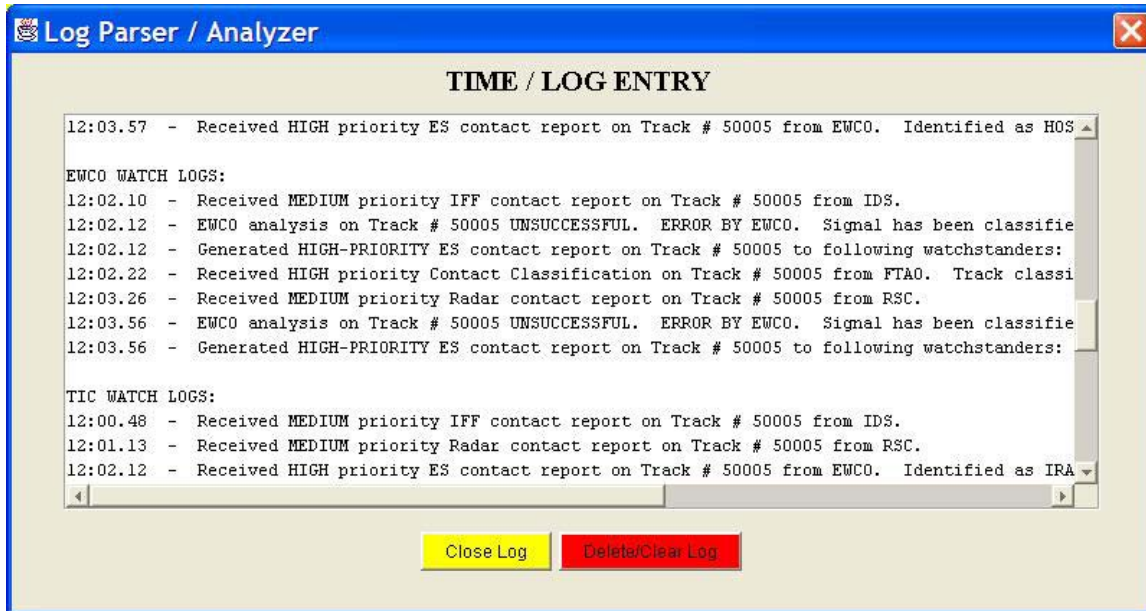 Log Parser / Analyzer
TIME / LOG ENTRY
12:03.57 - Received HIGH priority ES contact report on Track # 50005 from EWCO. Identified as HOS
EWCO WATCH LOGS:
12:02.10 - Received MEDIUM priority IFF contact report on Track # 50005 from IDS.
12:02.12 - EWCO analysis on Track # 50005 UNSUCCESSFUL. ERROR BY EWCO. Signal has been classifie
12:02.12 - Generated HIGH-PRIORITY ES contact report on Track # 50005 to following watchstanders:
12:02.22 - Received HIGH priority Contact Classification on Track # 50005 from FTAO. Track classi
12:03.26 - Received MEDIUM priority Radar contact report on Track # 50005 from RSC.
12:03.56 - EWCO analysis on Track # 50005 UNSUCCESSFUL. ERROR BY EWCO. Signal has been classifie
12:03.56 - Generated HIGH-PRIORITY ES contact report on Track # 50005 to following watchstanders:
TIC WATCH LOGS:
12:00.48 - Received MEDIUM priority IFF contact report on Track # 50005 from IDS.
12:01.13 - Received MEDIUM priority Radar contact report on Track # 50005 from RSC.
12:02.12 - Received HIGH priority ES contact report on Track # 50005 from EWCO. Identified as IRA
Close Log
Delete/Clear Log